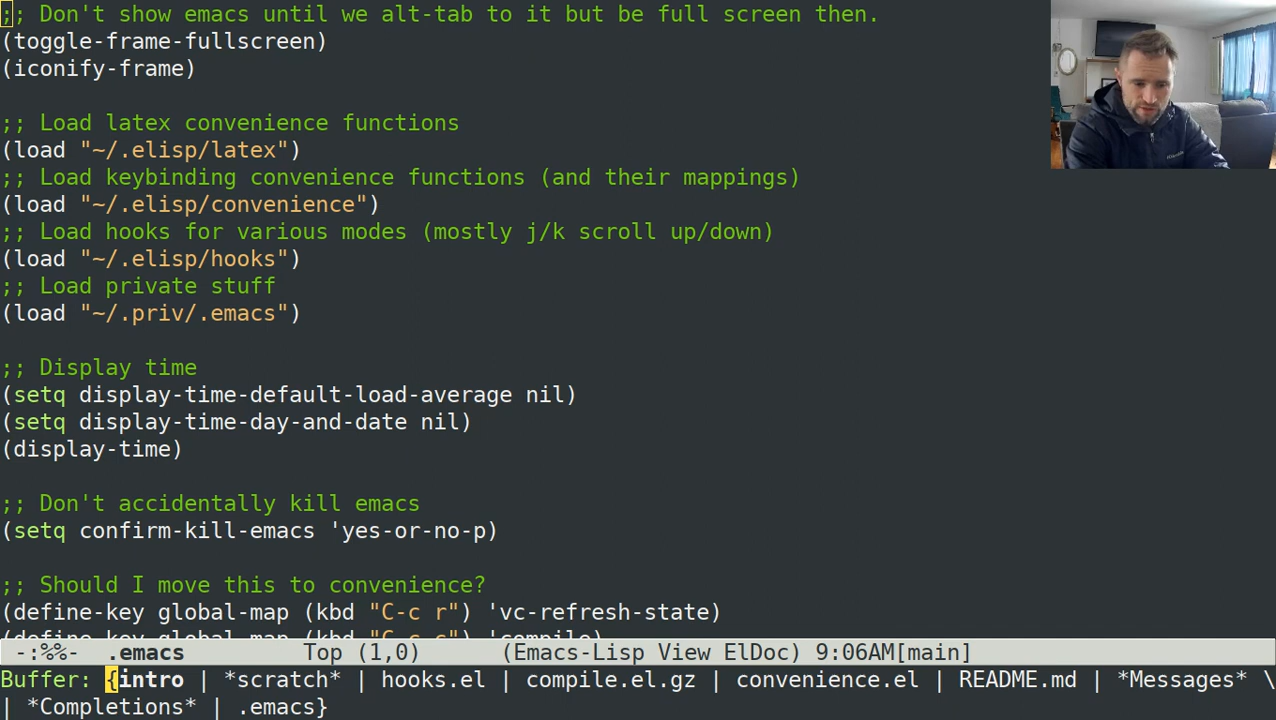 ;; Don't show emacs until we alt-tab to it but be full screen then.
(toggle-frame-fullscreen)
(iconify-frame)
;; Load latex convenience functions
(load "~/.elisp/latex")
;; Load keybinding convenience functions (and their mappings)
(load "~/.elisp/convenience")
;; Load hooks for various modes (mostly j/k scroll up/down)
(load "~/.elisp/hooks")
;; Load private stuff
(load "~/.priv/.emacs")
;; Display time
(setq display-time-default-load-average nil)
(setq display-time-day-and-date nil)
(display-time)
;; Don't accidentally kill emacs
(setq confirm-kill-emacs 'yes-or-no-p)
;; Should I move this to convenience?
(define-key global-map (kbd "C-c r") 'vc-refresh-state)
(define-key global-map (kbd "C-c c") 'compile)
-:%%-  .emacs         Top (1,0)      (Emacs-Lisp View ElDoc) 9:06AM[main]
Buffer: {intro | *scratch* | hooks.el | compile.el.gz | convenience.el | README.md | *Messages* \
| *Completions* | .emacs}